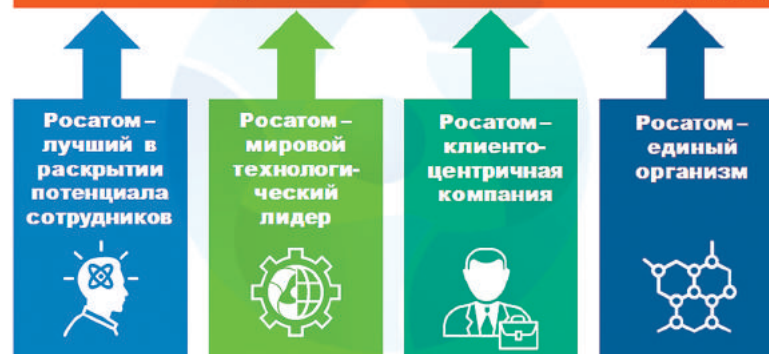 Росатом –
лучший в
раскрытии
потенциала
сотрудников
Росатом –
мировой
технологи-
ческий
лидер
Росатом –
клиенто-
центричная
компания
Росатом –
единый
организм